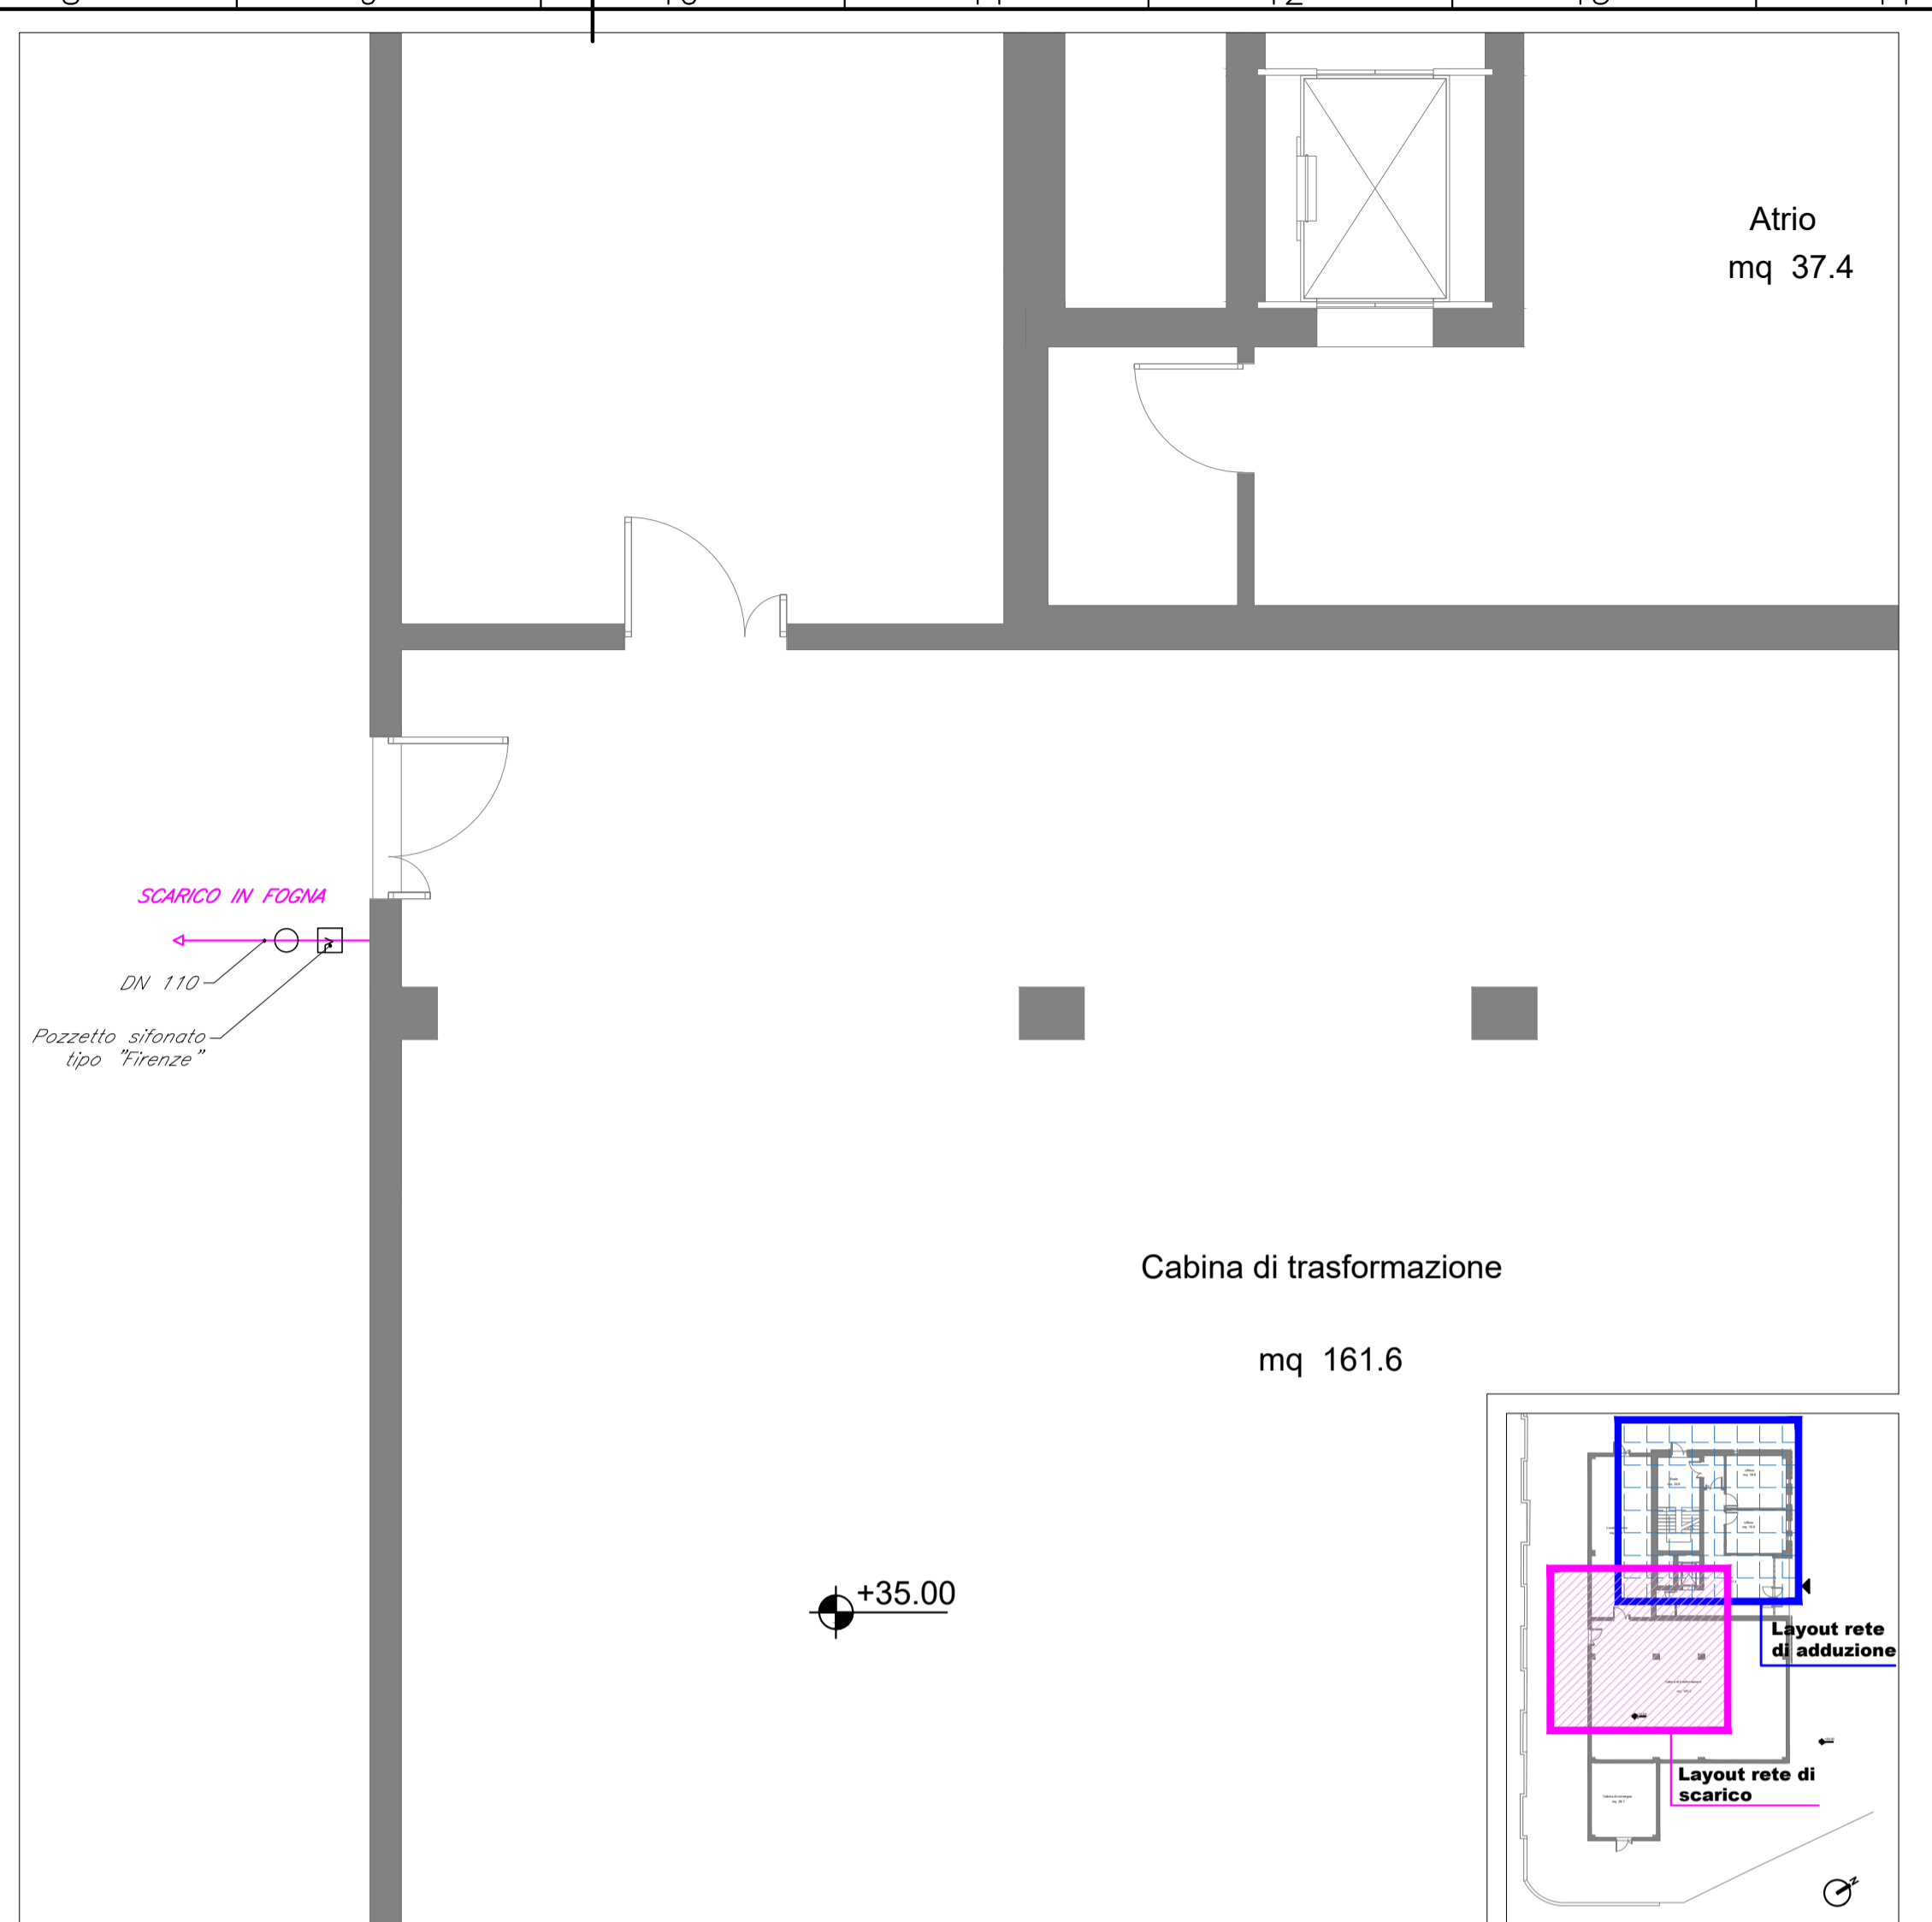 Atrio
mq 37.4
SCARICO IN FOGNA
DN 110
Pozzetto sifonato
tipo "Firenze"
Cabina di trasformazione
mq 161.6
+35.00
Layout rete
di adduzione
Layout rete di
scarico
N